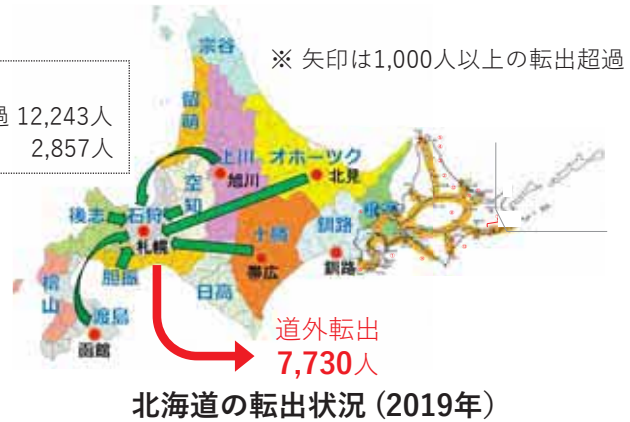 宗谷
※ 矢印は1,000人以上の転出超過
過 12,243人
2,857人
留萌
上川
オホーツク
旭川
北見
空知
後志
石狩
札幌
十勝
釧路
根室
帯広
釧路
胆振
日高
檜山
渡島
函館
道外転出
7,730人
北海道の転出状況 (2019年)